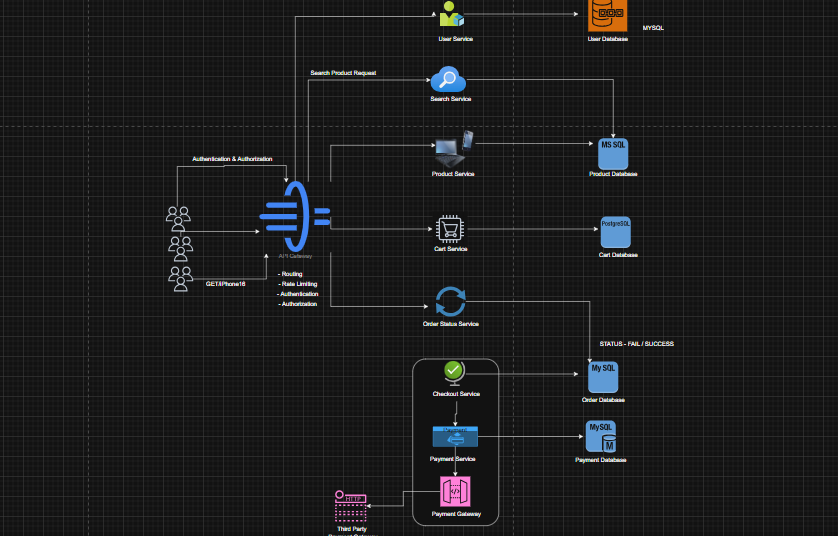 User Service
User Database
MYSQL
Search Product Request
Search Service
MS SQL
Authentication & Authorization
Product Service
Product Database
PostgreSQL
Cart Service
Cart Database
API Gateway
GET/iPhone16
- Routing
- Rate Limiting
- Authentication
- Authorization
Order Status Service
STATUS - FAIL / SUCCESS
My SQL
Checkout Service
Order Database
MySQL
M
Payment Service
Payment Database
</>
HTTP
Payment Gateway
Third Party
Payment Gateway